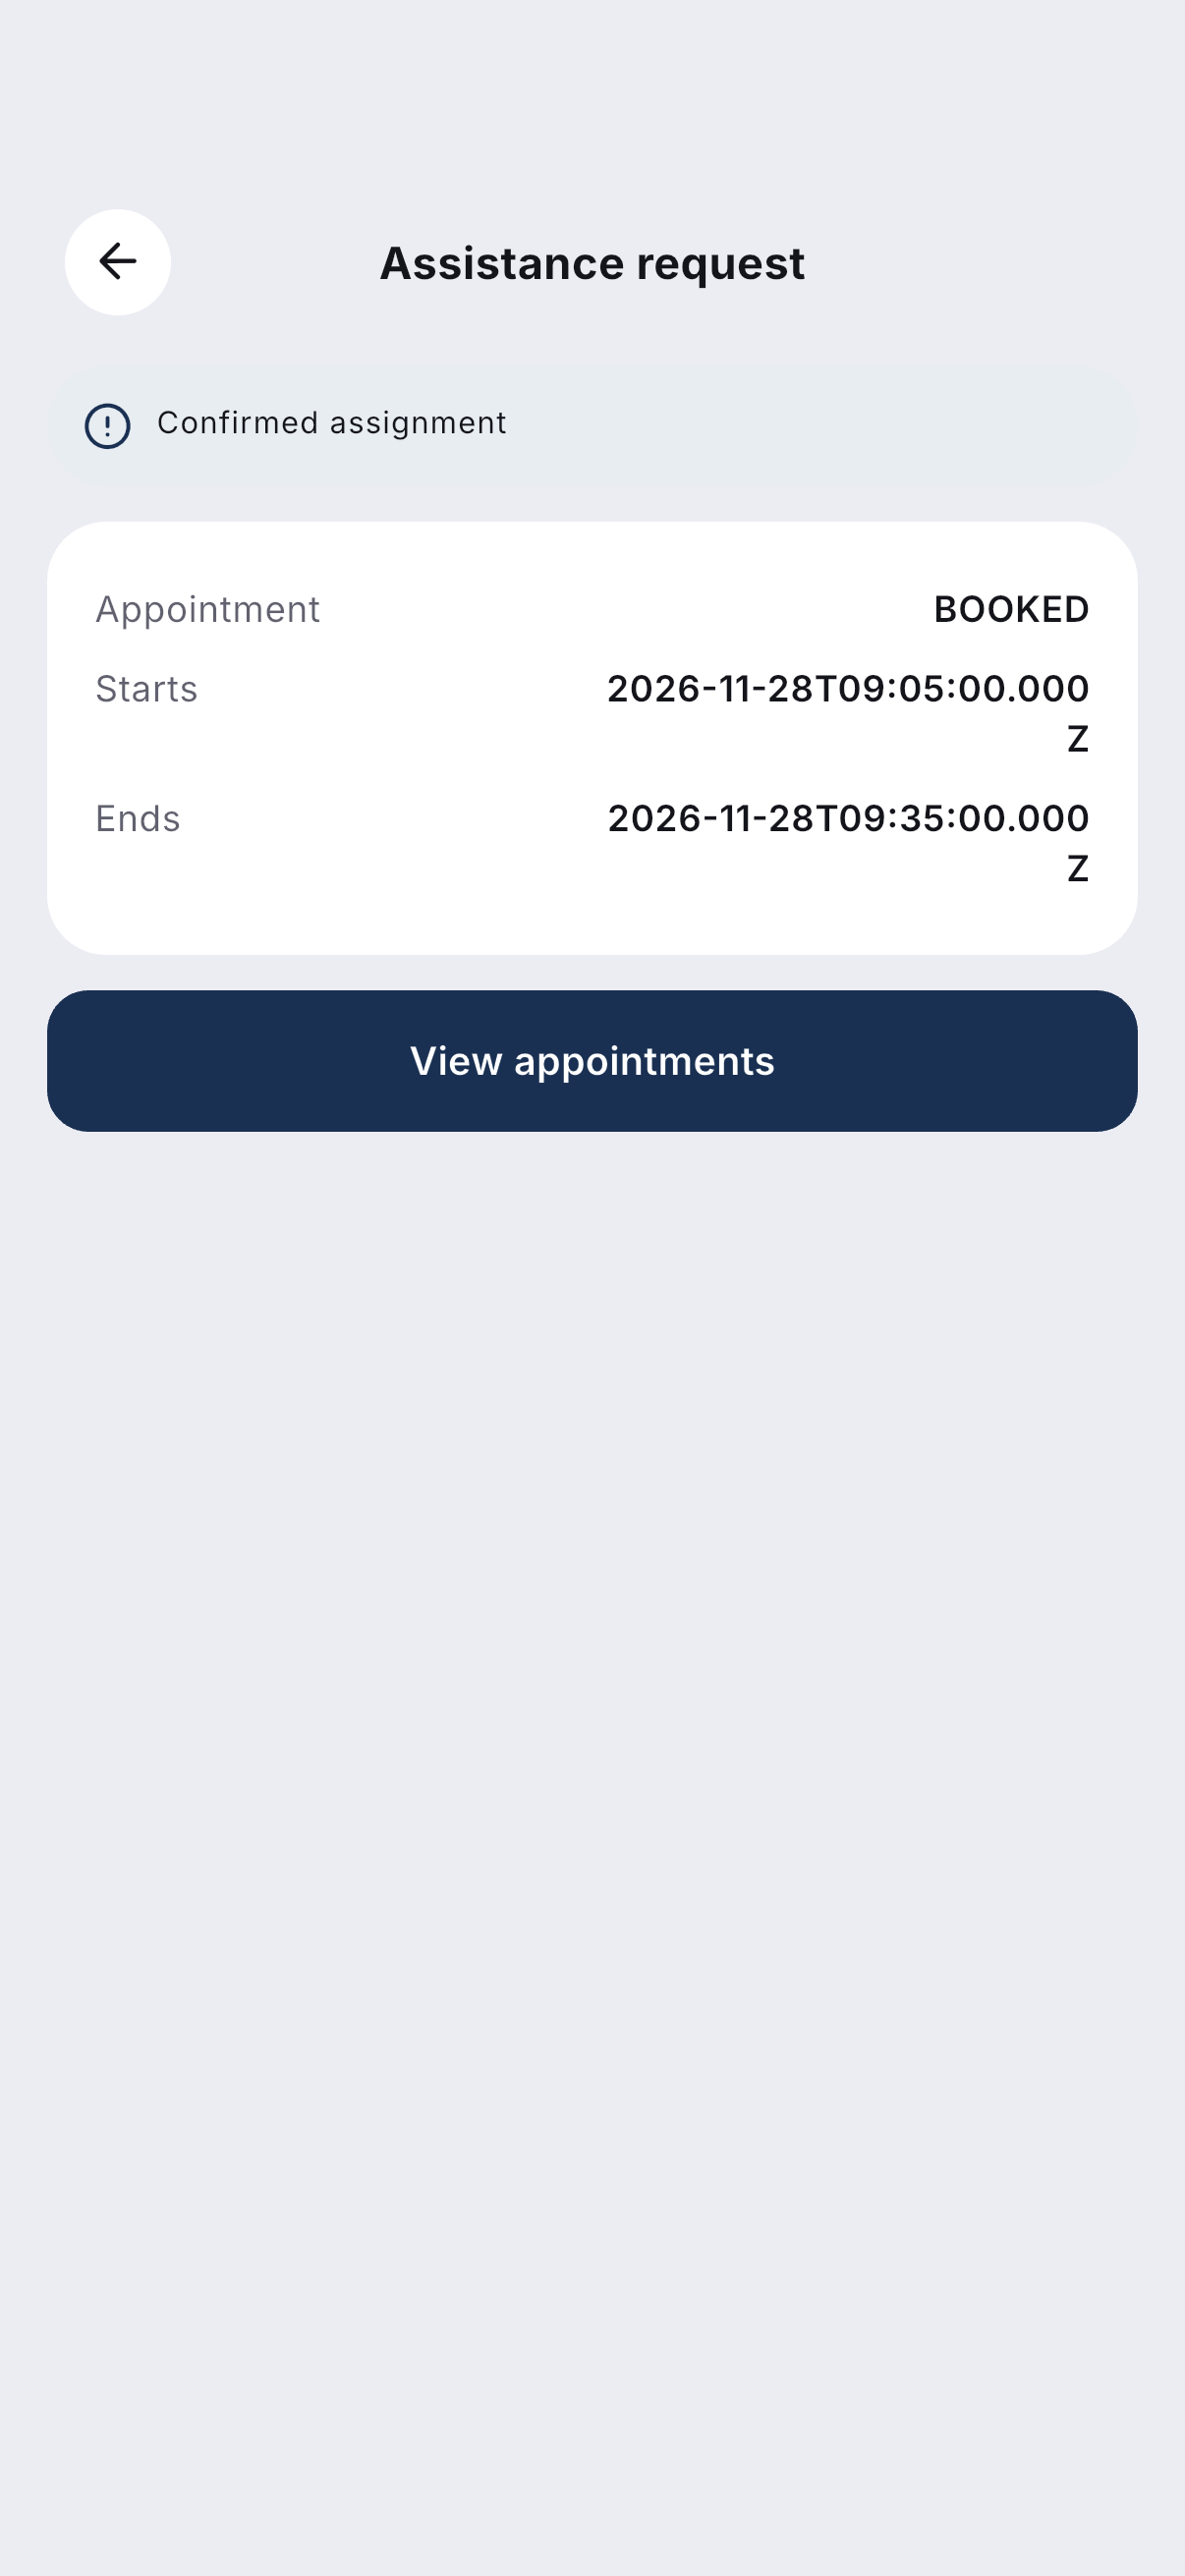 Assistance request
Confirmed assignment
Appointment BOOKED
Starts 2026-11-28T09:05:00.000
Z
Ends 2026-11-28T09:35:00.000
Z
View appointments